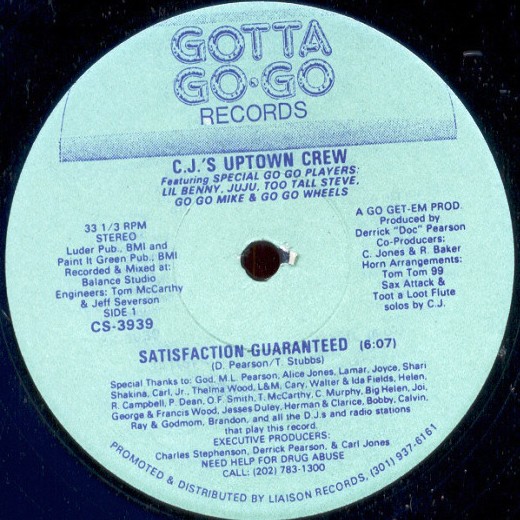 GOTTA
GO•GO
RECORDS
C.J.'S UPTOWN CREW
Featuring SPECIAL GO GO PLAYERS:
LIL BENNY, JUJU, TOO TALL STEVE,
GO GO MIKE & GO GO WHEELS
33 1/3 RPM
STEREO
Luder Pub., BMI and
Paint It Green Pub., BMI
Recorded & Mixed at:
Balance Studio
Engineers: Tom McCarthy
& Jeff Severson
SIDE 1
CS-3939
A GO GET-EM PROD.
Produced by
Derrick "Doc" Pearson
Co-Producers:
C. Jones & R. Baker
Horn Arrangements:
Tom Tom 99
Sax Attack &
Toot a Loot Flute
solos by C.J.
SATISFACTION GUARANTEED (6:07)
(D. Pearson/T. Stubbs)
Special Thanks to: God, M.L. Pearson, Alice Jones, Lamar, Joyce, Shari
Shakina, Carl, Jr., Thelma Wood, L&M, Cary, Walter & Ida Fields, Helen,
R. Campbell, P. Dean, O.F. Smith, T. McCarthy, C. Murphy, Big Helen, Joi,
George & Francis Wood, Jesses Duley, Herman & Clarice, Bobby, Calvin,
Ray & Godmom, Brandon, and all the D.J.s and radio stations
that play this record.
EXECUTIVE PRODUCERS:
Charles Stephenson, Derrick Pearson, & Carl Jones
NEED HELP FOR DRUG ABUSE
CALL: (202) 783-1300
PROMOTED & DISTRIBUTED BY LIAISON RECORDS, (301) 937-6161